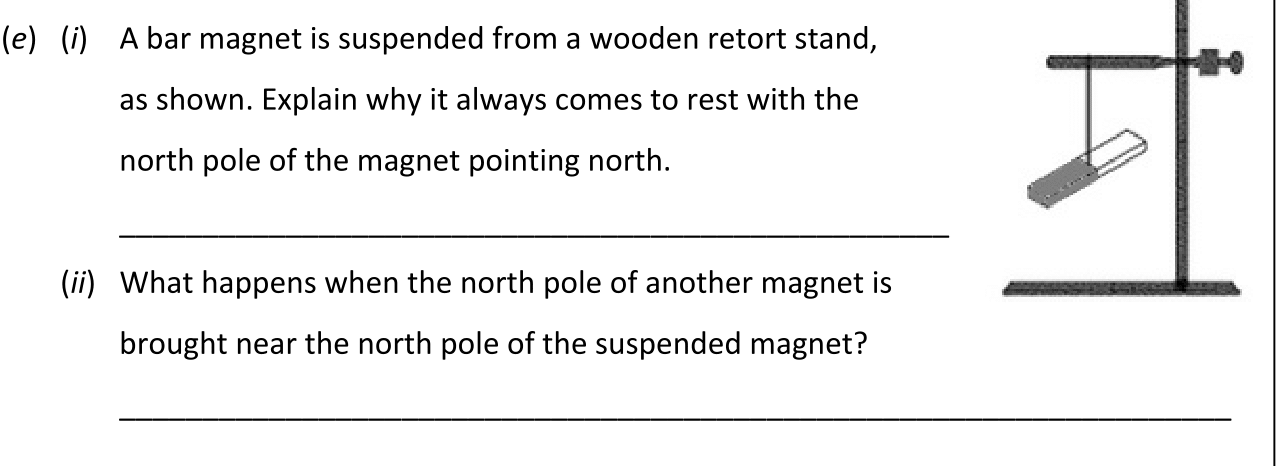 (e) (i) A bar magnet is suspended from a wooden retort stand,
as shown. Explain why it always comes to rest with the
north pole of the magnet pointing north.
(ii) What happens when the north pole of another magnet is
brought near the north pole of the suspended magnet?